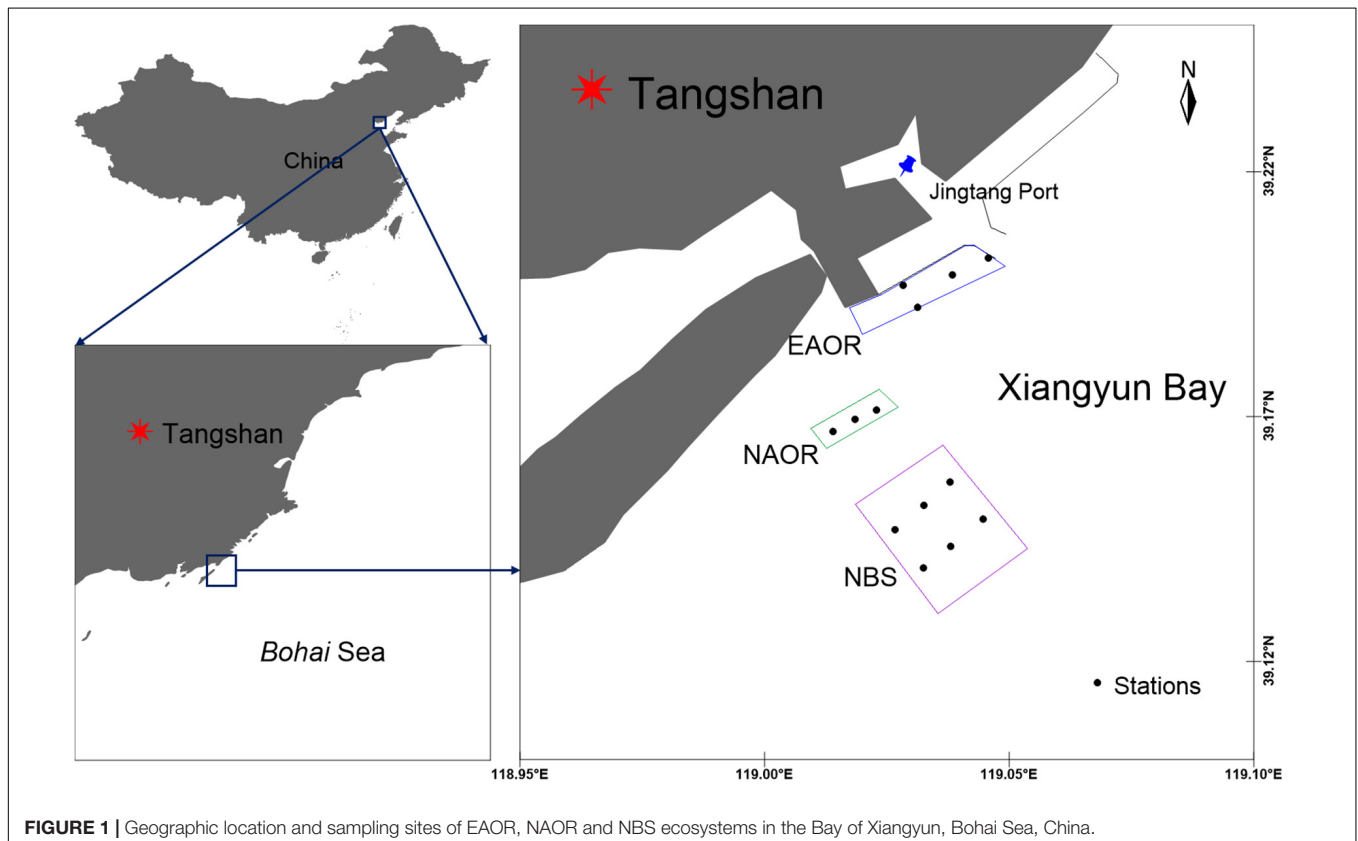 China
Tangshan
Bohai Sea
Tangshan
N
Jingtang Port
EAOR
Xiangyun Bay
NAOR
NBS
Stations
39.22°N
39.17°N
39.12°N
118.95°E
119.00°E
119.05°E
119.10°E
FIGURE 1 | Geographic location and sampling sites of EAOR, NAOR and NBS ecosystems in the Bay of Xiangyun, Bohai Sea, China.